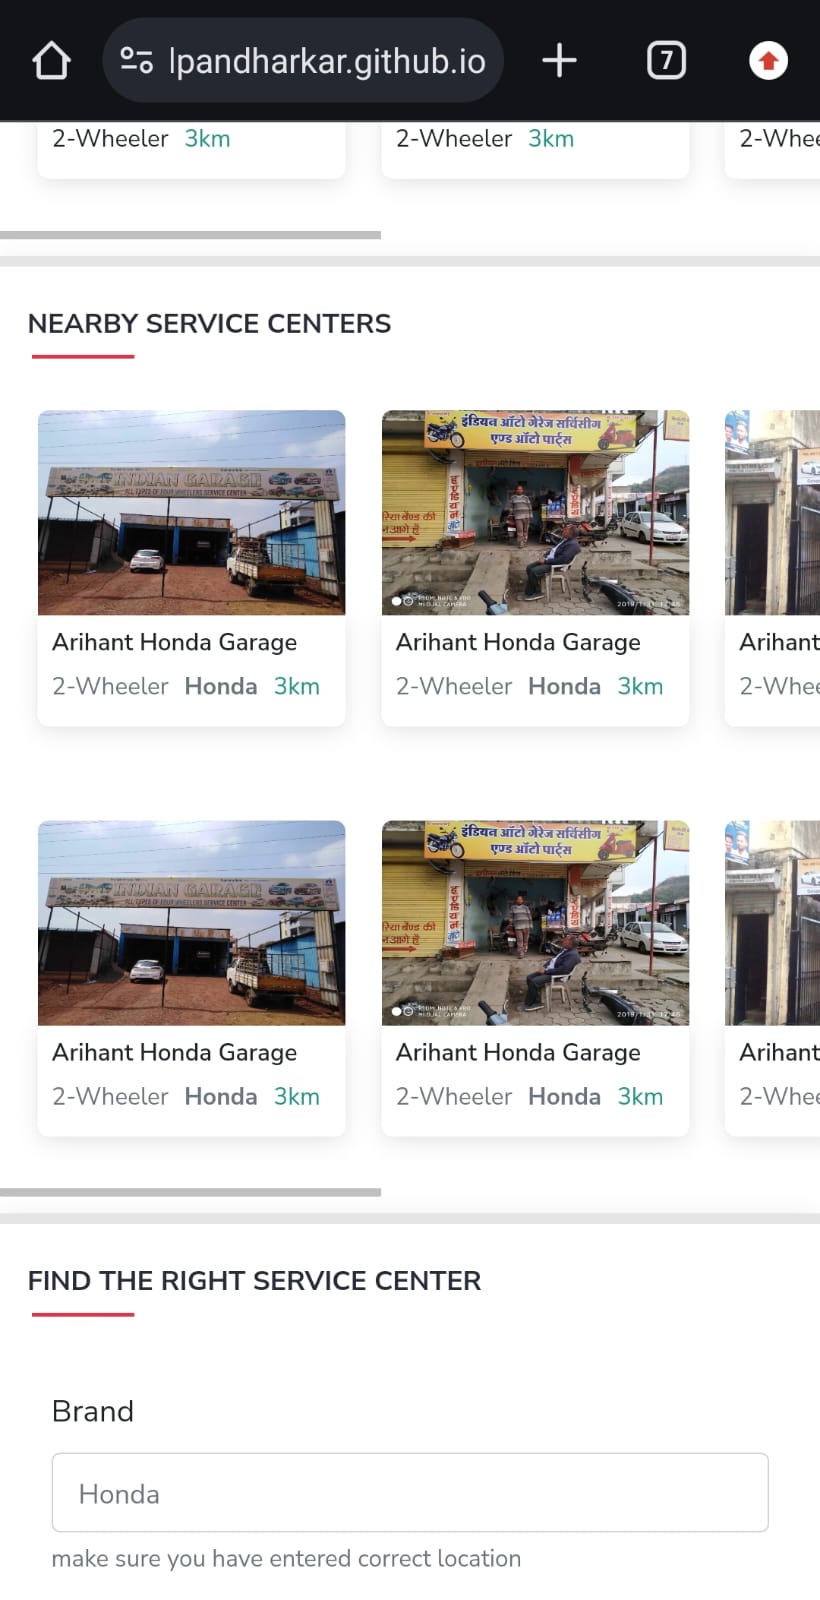 lpandharkar.github.io
7
2-Wheeler 3km
2-Wheeler 3km
2-Whee
NEARBY SERVICE CENTERS
INDIAN GARAGE
ALL TYPES OF FOUR WHEELERS SERVICE CENTER
Arihant Honda Garage
2-Wheeler Honda 3km
इंडियन ऑटो गेरेज सर्विसींग
एण्ड ऑटो पार्ट्स
Arihant Honda Garage
2-Wheeler Honda 3km
Arihant
2-Whee
INDIAN GARAGE
ALL TYPES OF FOUR WHEELERS SERVICE CENTER
Arihant Honda Garage
2-Wheeler Honda 3km
इंडियन ऑटो गेरेज सर्विसींग
एण्ड ऑटो पार्ट्स
Arihant Honda Garage
2-Wheeler Honda 3km
Arihant
2-Whee
FIND THE RIGHT SERVICE CENTER
Brand
Honda
make sure you have entered correct location